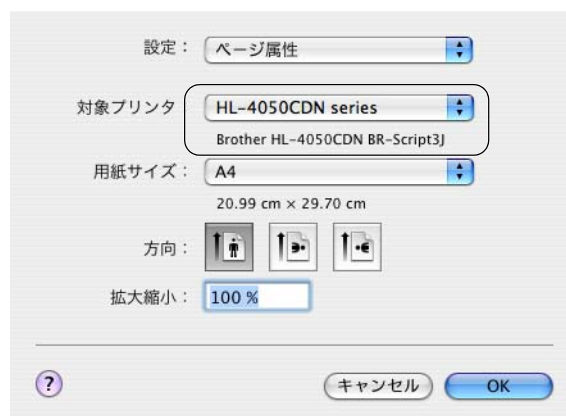 設定： ページ属性
対象プリンタ HL-4050CDN series
Brother HL-4050CDN BR-Script3J
用紙サイズ： A4
20.99 cm × 29.70 cm
方向：
拡大縮小： 100 %
? キャンセル OK